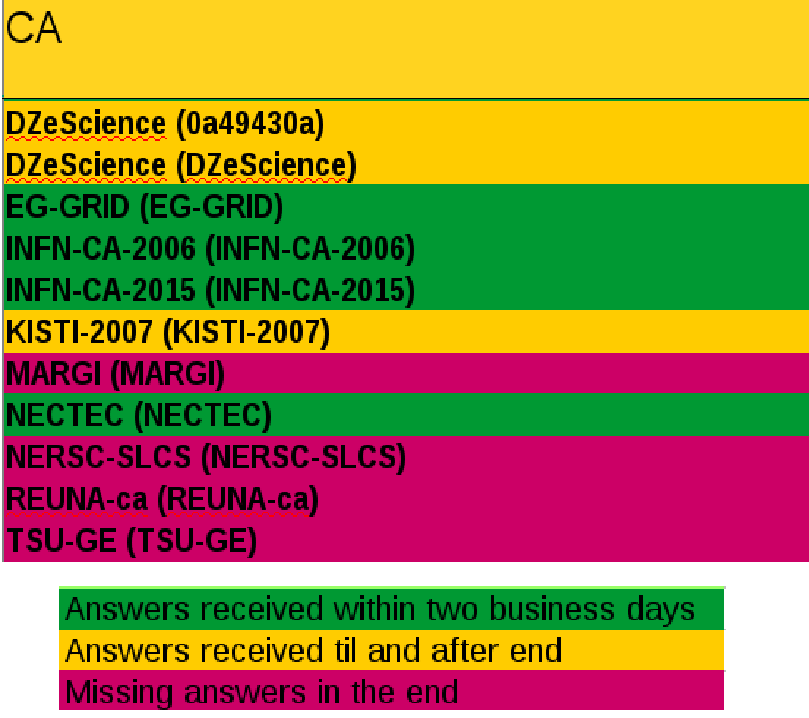 CA
DZeScience (0a49430a)
DZeScience (DZeScience)
EG-GRID (EG-GRID)
INFN-CA-2006 (INFN-CA-2006)
INFN-CA-2015 (INFN-CA-2015)
KISTI-2007 (KISTI-2007)
MARGI (MARGI)
NECTEC (NECTEC)
NERSC-SLCS (NERSC-SLCS)
REUNA-ca (REUNA-ca)
TSU-GE (TSU-GE)
Answers received within two business days
Answers received til and after end
Missing answers in the end